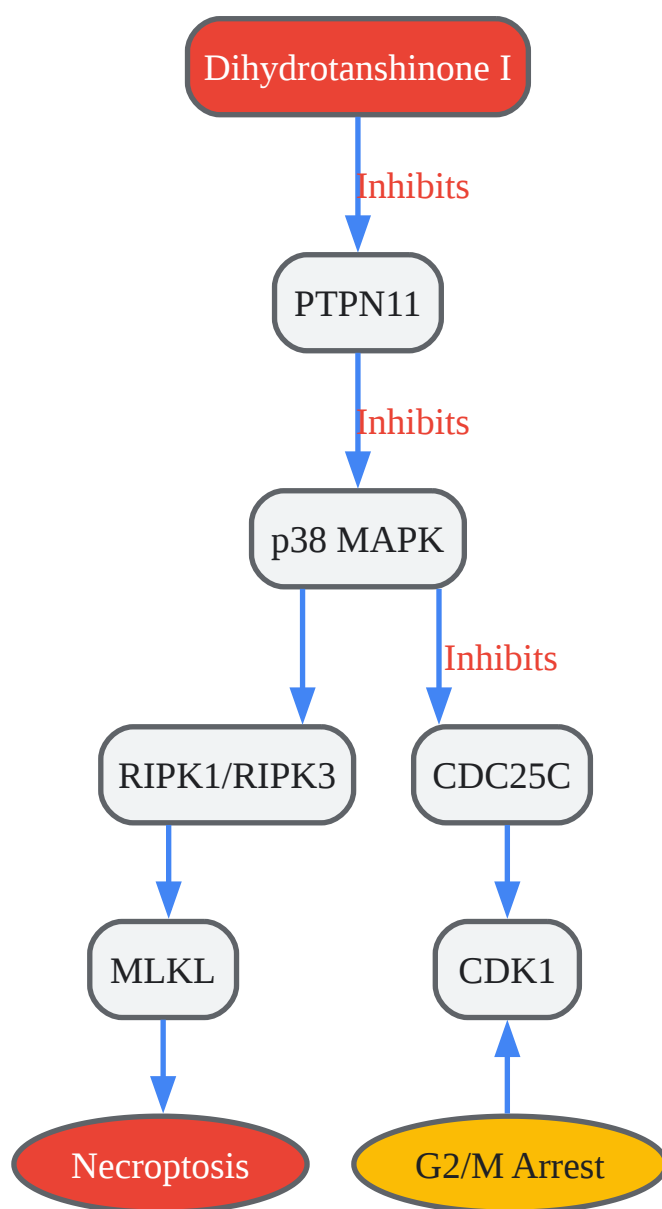 Dihydrotanshinone I
Inhibits
PTPN11
Inhibits
p38 MAPK
Inhibits
RIPK1/RIPK3
CDC25C
MLKL
CDK1
Necroptosis
G2/M Arrest